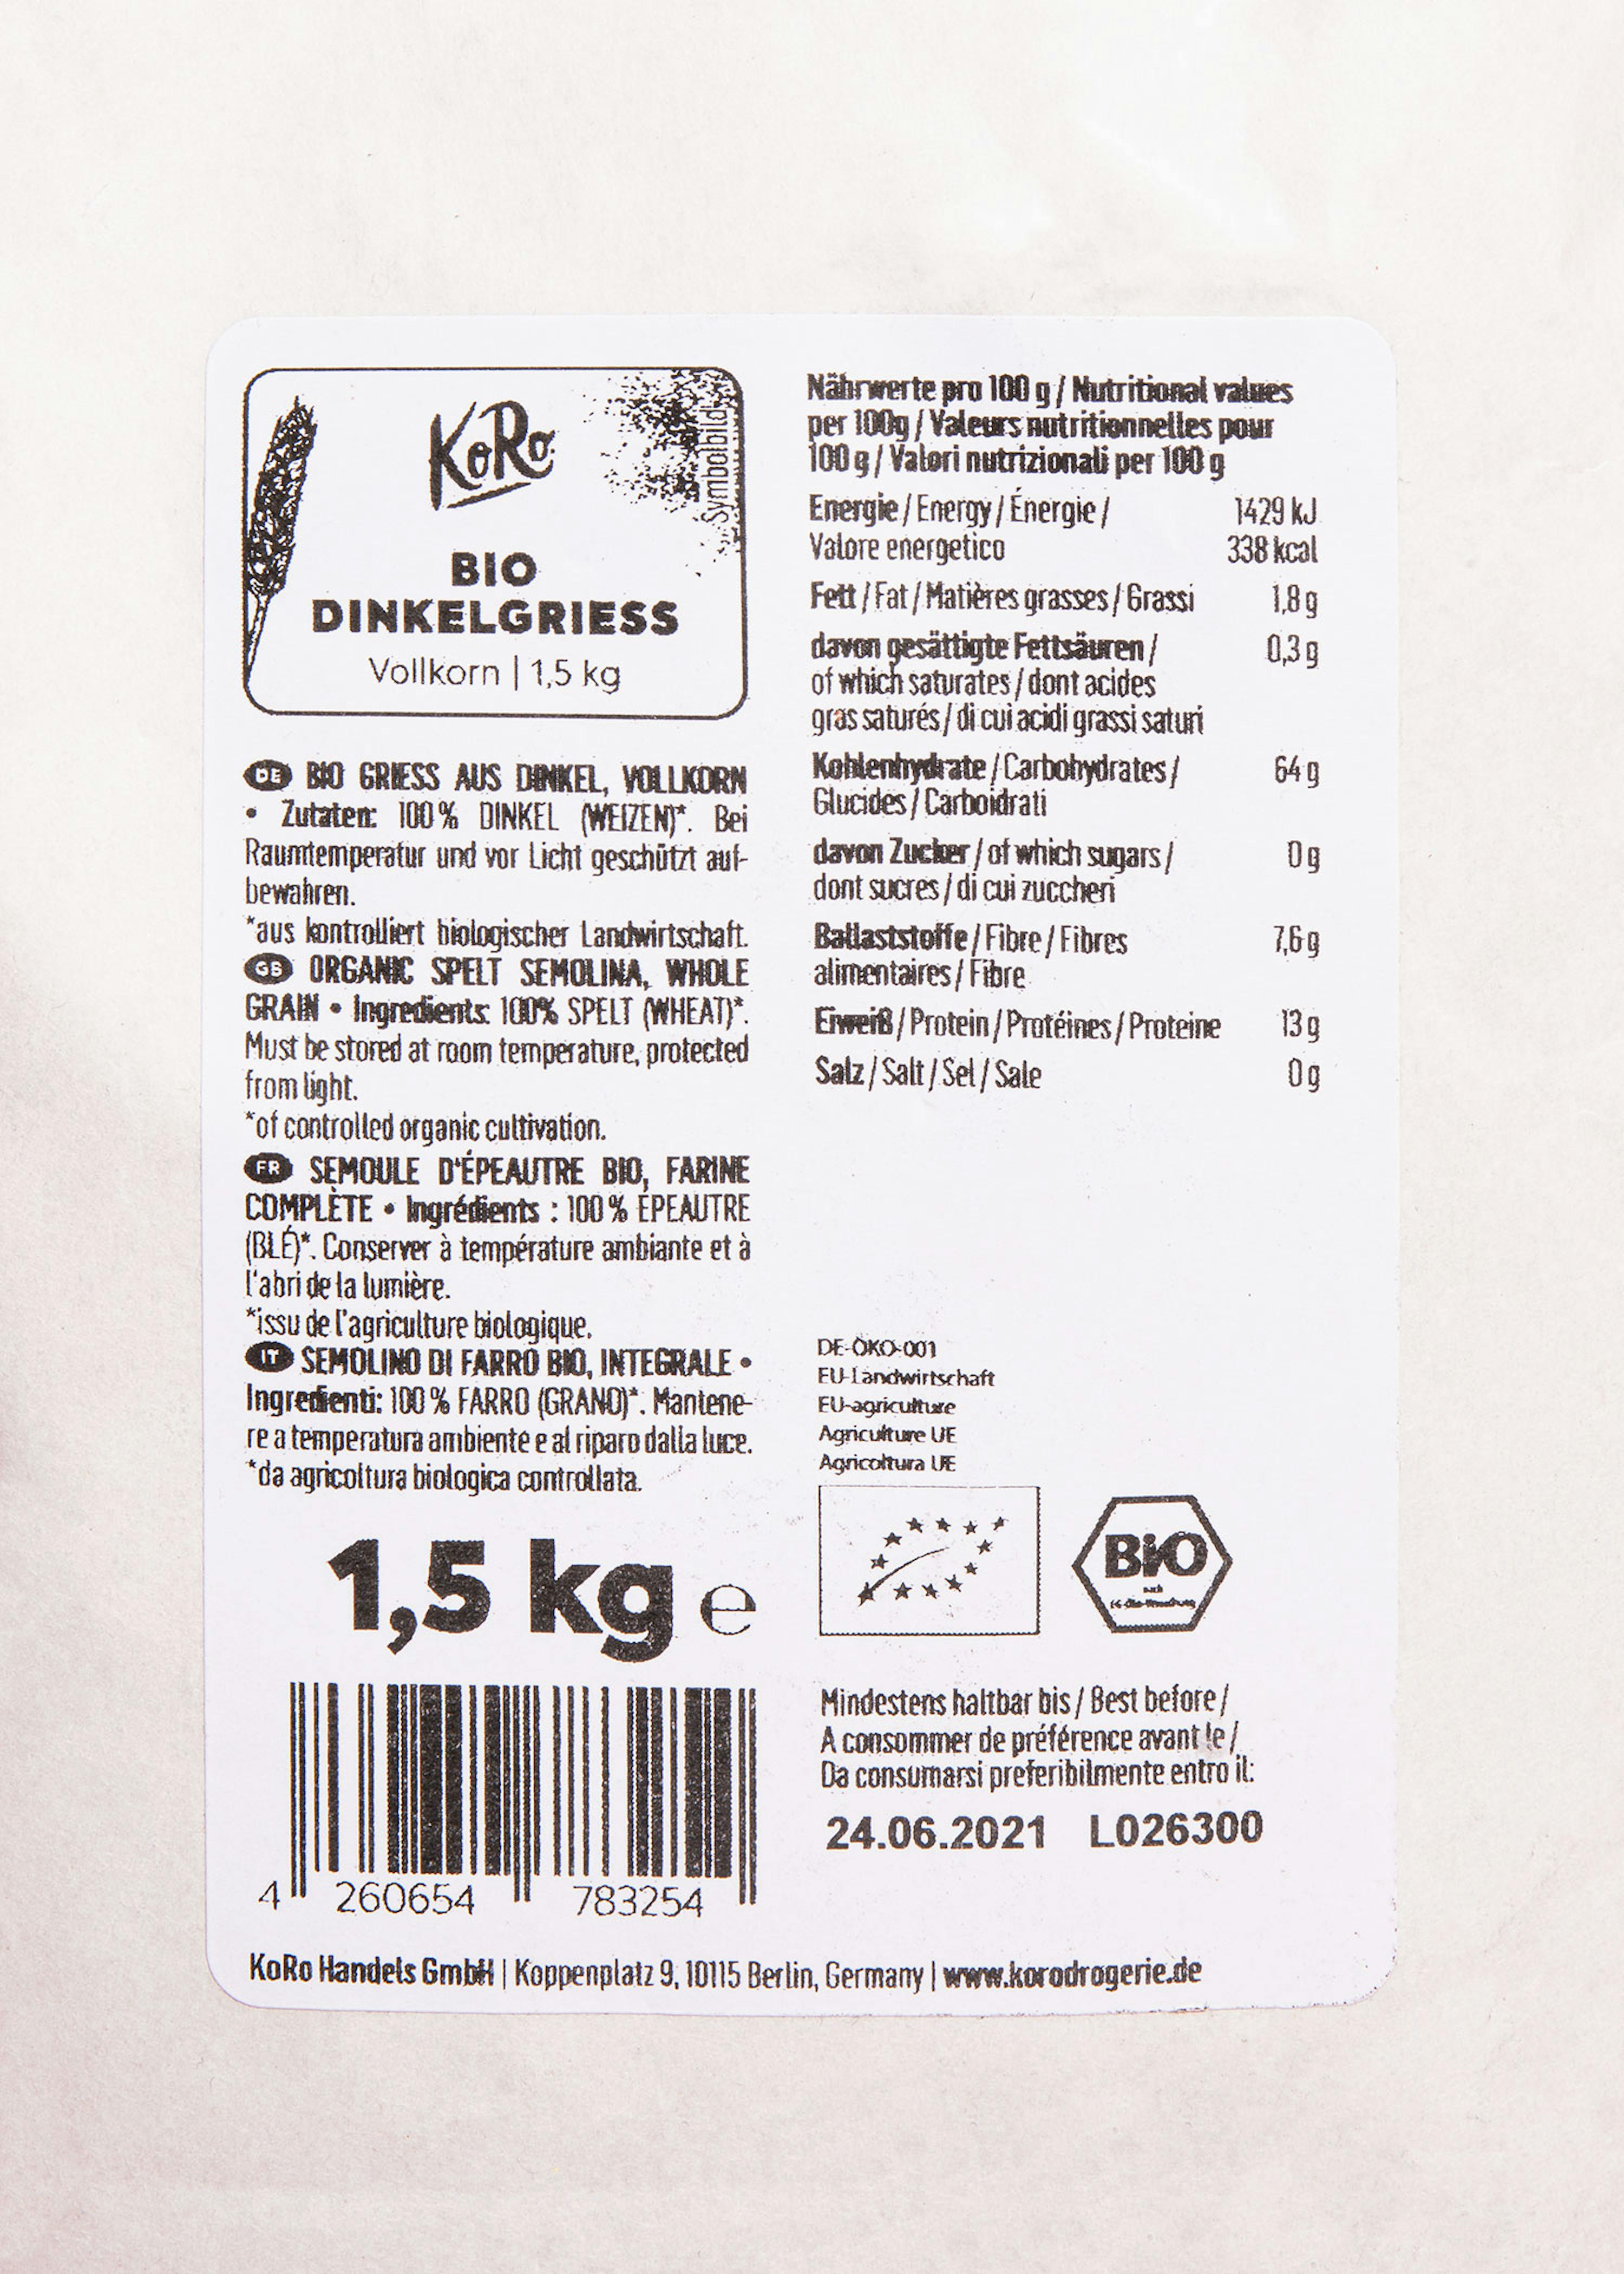 KoRo
Symbolbild
BIO
DINKELGRIESS
Vollkorn | 1,5 kg
DE BIO GRIESS AUS DINKEL, VOLLKORN
• Zutaten: 100 % DINKEL (WEIZEN)*. Bei
Raumtemperatur und vor Licht geschützt auf-
bewahren.
*aus kontrolliert biologischer Landwirtschaft.
GB ORGANIC SPELT SEMOLINA, WHOLE
GRAIN • Ingredients: 100% SPELT (WHEAT)*.
Must be stored at room temperature, protected
from light.
*of controlled organic cultivation.
FR SEMOULE D'ÉPEAUTRE BIO, FARINE
COMPLÈTE • Ingrédients : 100 % ÉPEAUTRE
(BLÉ)*. Conserver à température ambiante et à
l'abri de la lumière.
*issu de l'agriculture biologique.
IT SEMOLINO DI FARRO BIO, INTEGRALE •
Ingredienti: 100 % FARRO (GRANO)*. Mantene-
re a temperatura ambiente e al riparo dalla luce.
*da agricoltura biologica controllata.
1,5 kg e
4 260654 783254
Nährwerte pro 100 g / Nutritional values
per 100g / Valeurs nutritionnelles pour
100 g / Valori nutrizionali per 100 g
Energie / Energy / Énergie / 1429 kJ
Valore energetico 338 kcal
Fett / Fat / Matières grasses / Grassi 1,8 g
davon gesättigte Fettsäuren / 0,3 g
of which saturates / dont acides
gras saturés / di cui acidi grassi saturi
Kohlenhydrate / Carbohydrates / 64 g
Glucides / Carboidrati
davon Zucker / of which sugars / 0 g
dont sucres / di cui zuccheri
Ballaststoffe / Fibre / Fibres 7,6 g
alimentaires / Fibre
Eiweiß / Protein / Protéines / Proteine 13 g
Salz / Salt / Sel / Sale 0 g
DE-ÖKO-001
EU-Landwirtschaft
EU-agriculture
Agriculture UE
Agricoltura UE
BIO
nach
Mindestens haltbar bis / Best before /
A consommer de préférence avant le /
Da consumarsi preferibilmente entro il:
24.06.2021 L026300
KoRo Handels GmbH | Koppenplatz 9, 10115 Berlin, Germany | www.korodrogerie.de